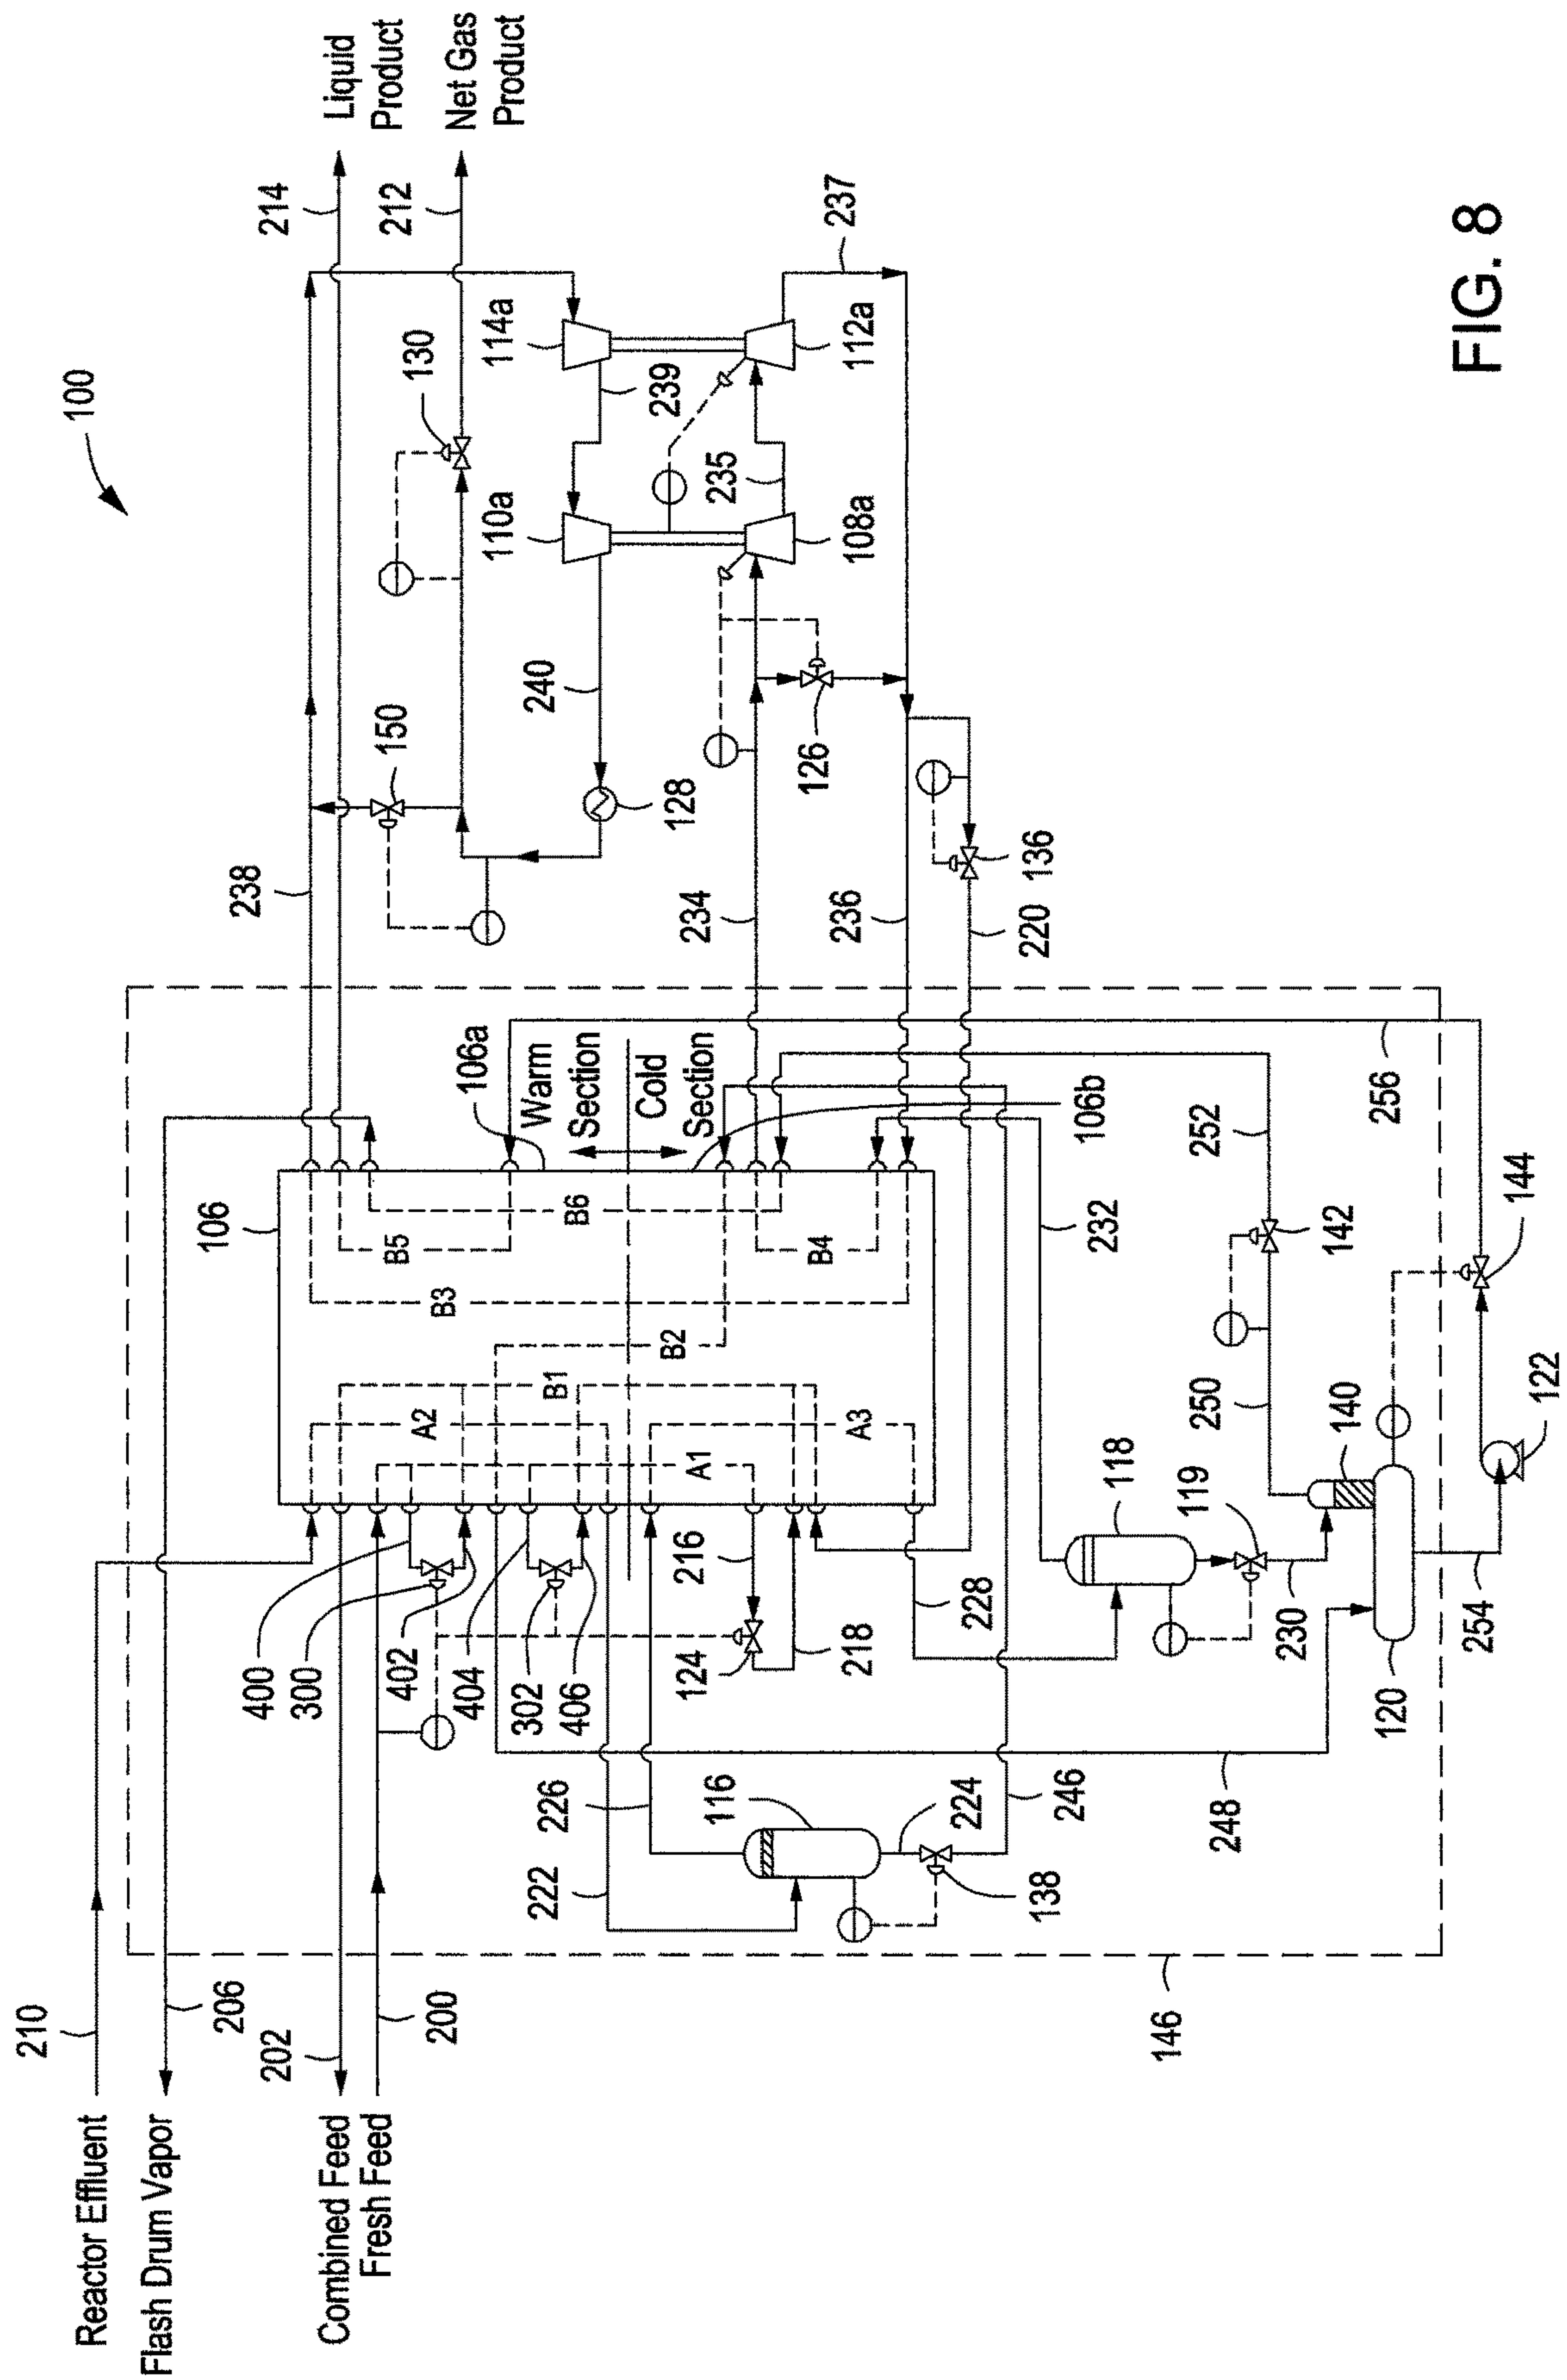 100
Reactor Effluent
210
Flash Drum Vapor
206
Combined Feed
202
Fresh Feed
200
Liquid
Product
214
Net Gas
Product
212
238
150
130
114a
239
110a
240
128
112a
237
235
108a
126
234
236
136
220
106
106a
Warm
Section
Cold
Section
106b
B5
B6
B3
B4
B2
B1
A2
A1
A3
400
300
402
404
302
406
124
216
218
228
222
226
116
224
138
246
248
118
119
230
232
252
142
250
140
120
254
122
144
256
146
FIG. 8